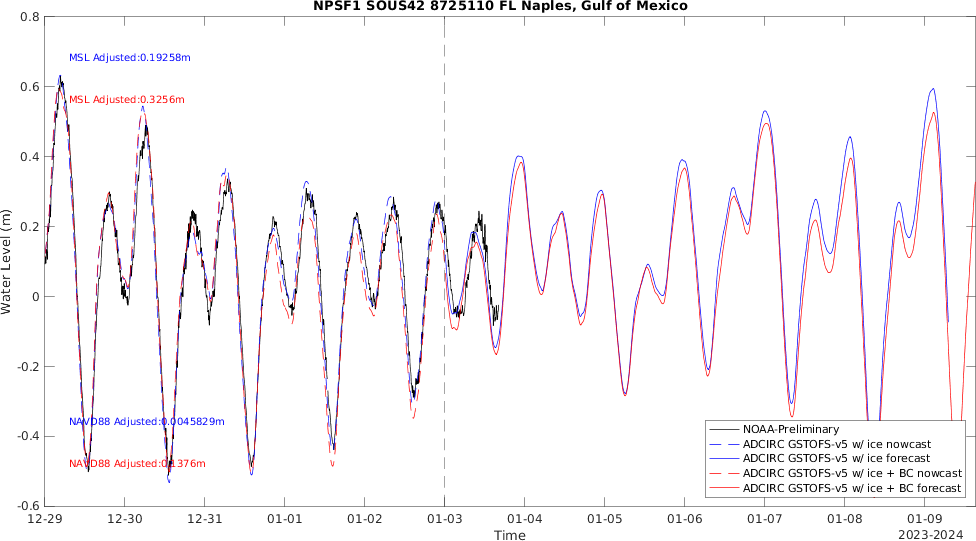 NPSF1 SOUS42 8725110 FL Naples, Gulf of Mexico
0.8
0.6
0.4
0.2
0
-0.2
-0.4
-0.6
Water Level (m)
MSL Adjusted:0.19258m
MSL Adjusted:0.3256m
NAVD88 Adjusted:0.0045829m
NAVD88 Adjusted:0.1376m
NOAA-Preliminary
ADCIRC GSTOFS-v5 w/ ice nowcast
ADCIRC GSTOFS-v5 w/ ice forecast
ADCIRC GSTOFS-v5 w/ice + BC nowcast
ADCIRC GSTOFS-v5 w/ice + BC forecast
12-29 12-30 12-31 01-01 01-02 01-03 01-04 01-05 01-06 01-07 01-08 01-09
Time
2023-2024